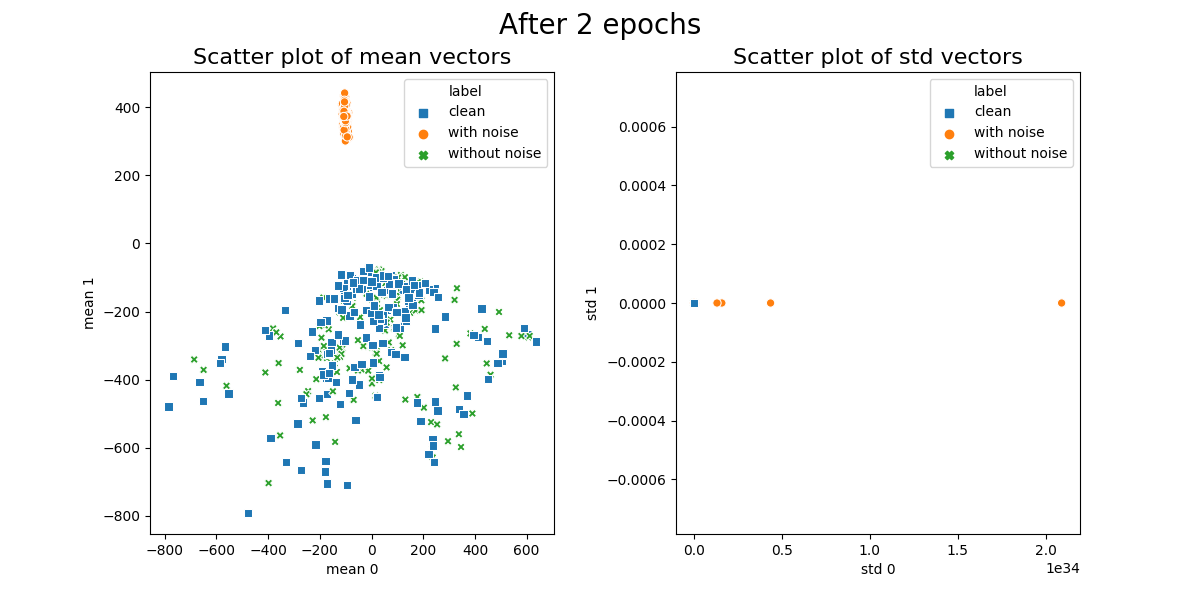 After 2 epochs
Scatter plot of mean vectors
label
clean
with noise
without noise
400
200
0
−200
−400
−600
−800
mean 1
−800 −600 −400 −200 0 200 400 600
mean 0
Scatter plot of std vectors
label
clean
with noise
without noise
0.0006
0.0004
0.0002
0.0000
−0.0002
−0.0004
−0.0006
std 1
0.0 0.5 1.0 1.5 2.0
1e34
std 0